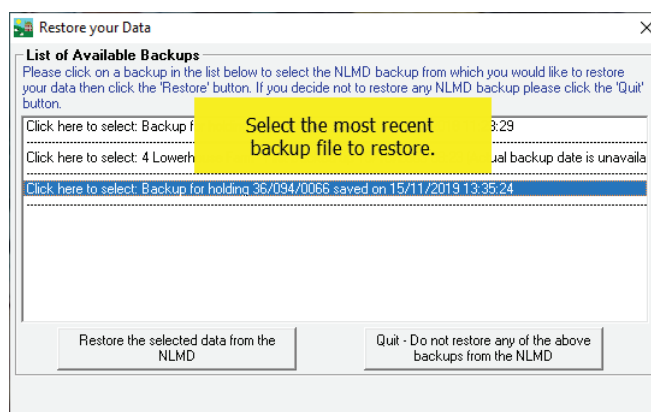 Restore your Data
List of Available Backups
Please click on a backup in the list below to select the NLMD backup from which you would like to restore
your data then click the 'Restore' button. If you decide not to restore any NLMD backup please click the 'Quit'
button.
Select the most recent
backup file to restore.
Click here to select: Backup f 3:29
Click here to select: 4 Lowerh ual backup date is unavaila
Click here to select: Backup for holding 36/094/0066 saved on 15/11/2019 13:35:24
Restore the selected data from the
NLMD
Quit - Do not restore any of the above
backups from the NLMD